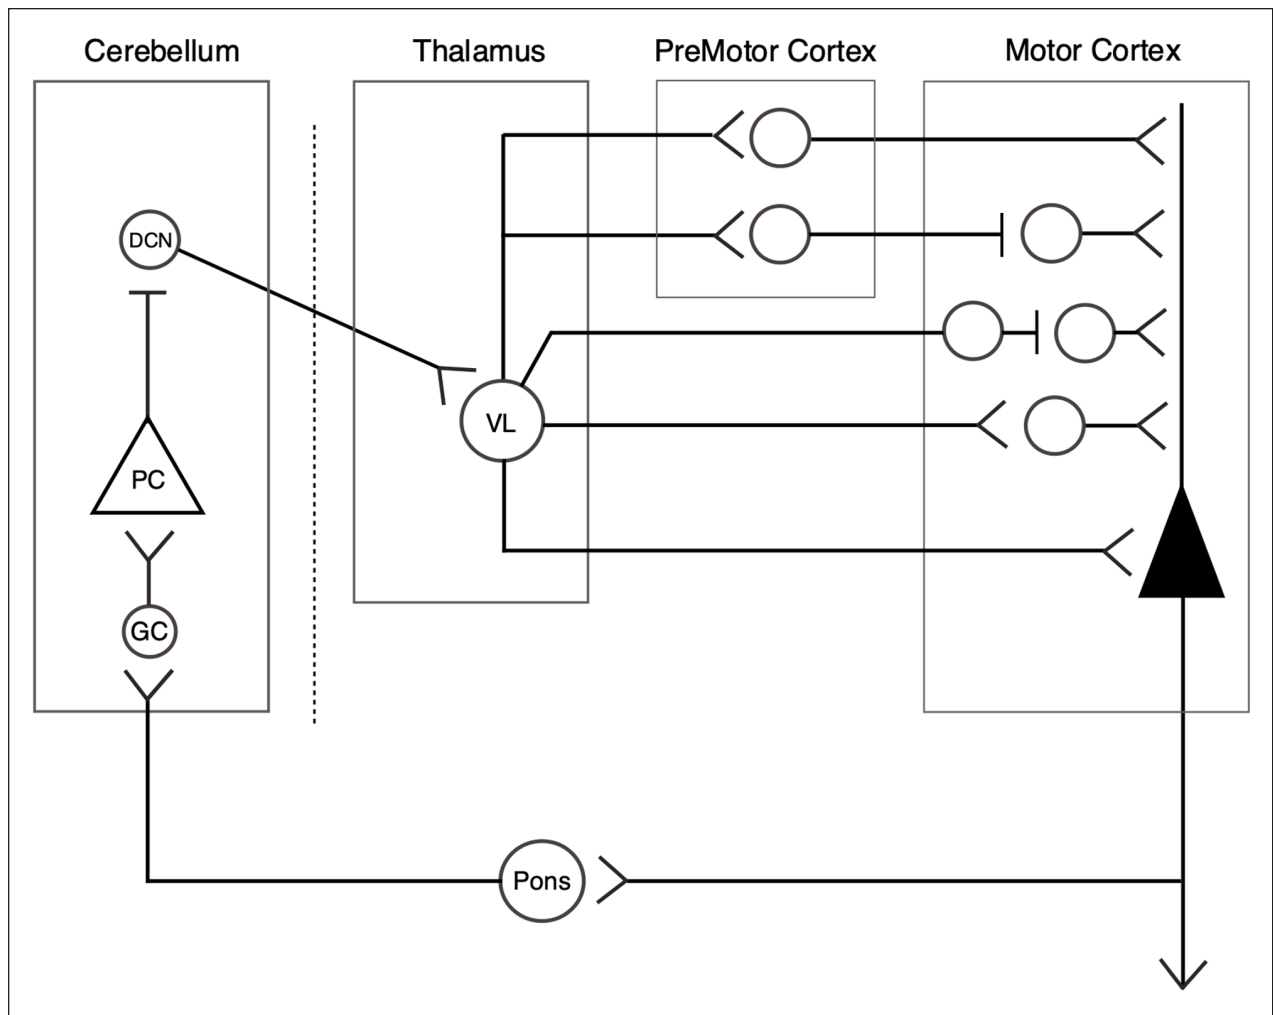 Cerebellum
Thalamus
PreMotor Cortex
Motor Cortex
DCN
VL
PC
GC
Pons